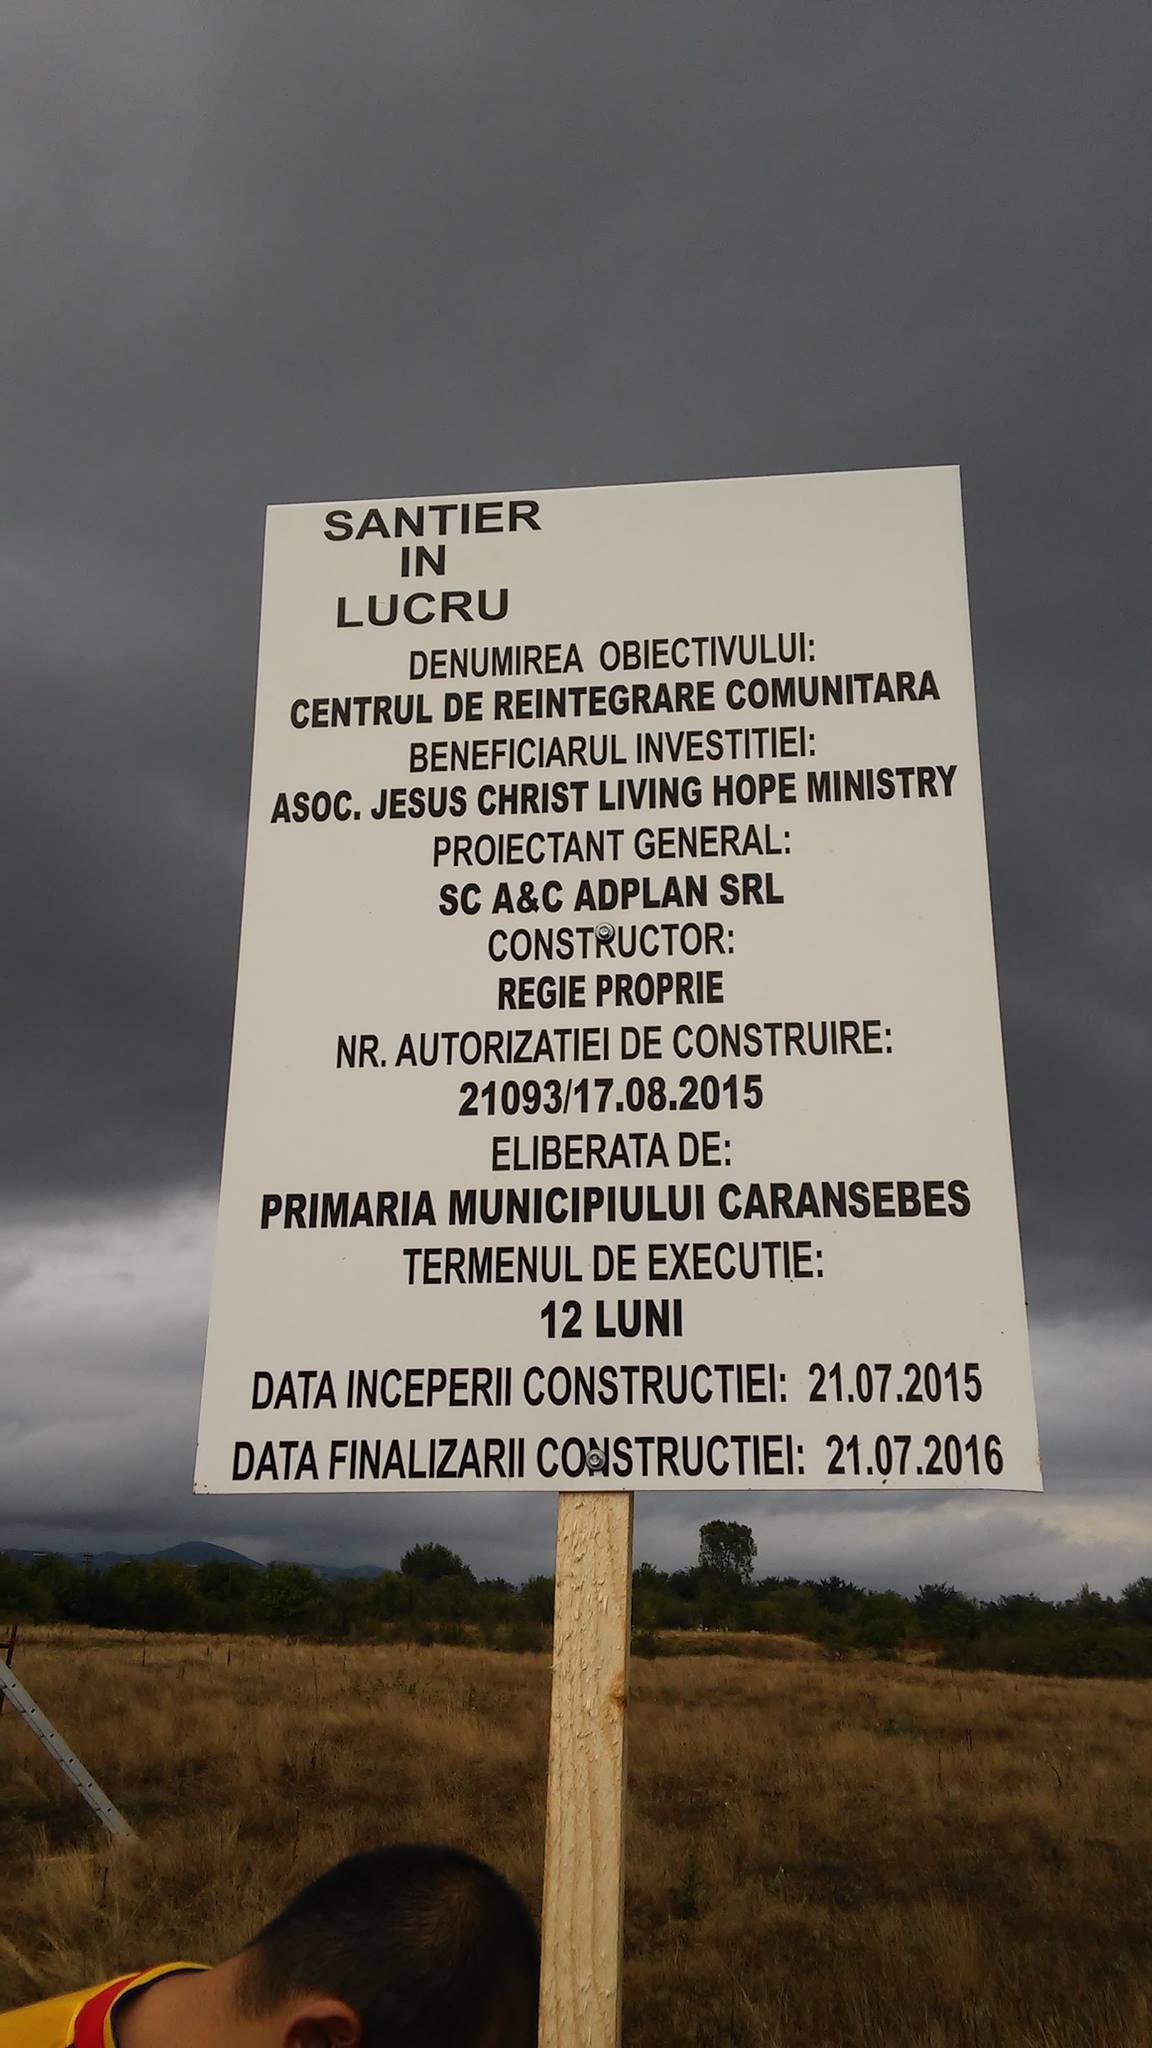 SANTIER
IN
LUCRU
DENUMIREA OBIECTIVULUI:
CENTRUL DE REINTEGRARE COMUNITARA
BENEFICIARUL INVESTITIEI:
ASOC. JESUS CHRIST LIVING HOPE MINISTRY
PROIECTANT GENERAL:
SC A&C ADPLAN SRL
CONSTRUCTOR:
REGIE PROPRIE
NR. AUTORIZATIEI DE CONSTRUIRE:
21093/17.08.2015
ELIBERATA DE:
PRIMARIA MUNICIPIULUI CARANSEBES
TERMENUL DE EXECUTIE:
12 LUNI
DATA INCEPERII CONSTRUCTIEI: 21.07.2015
DATA FINALIZARII CONSTRUCTIEI: 21.07.2016